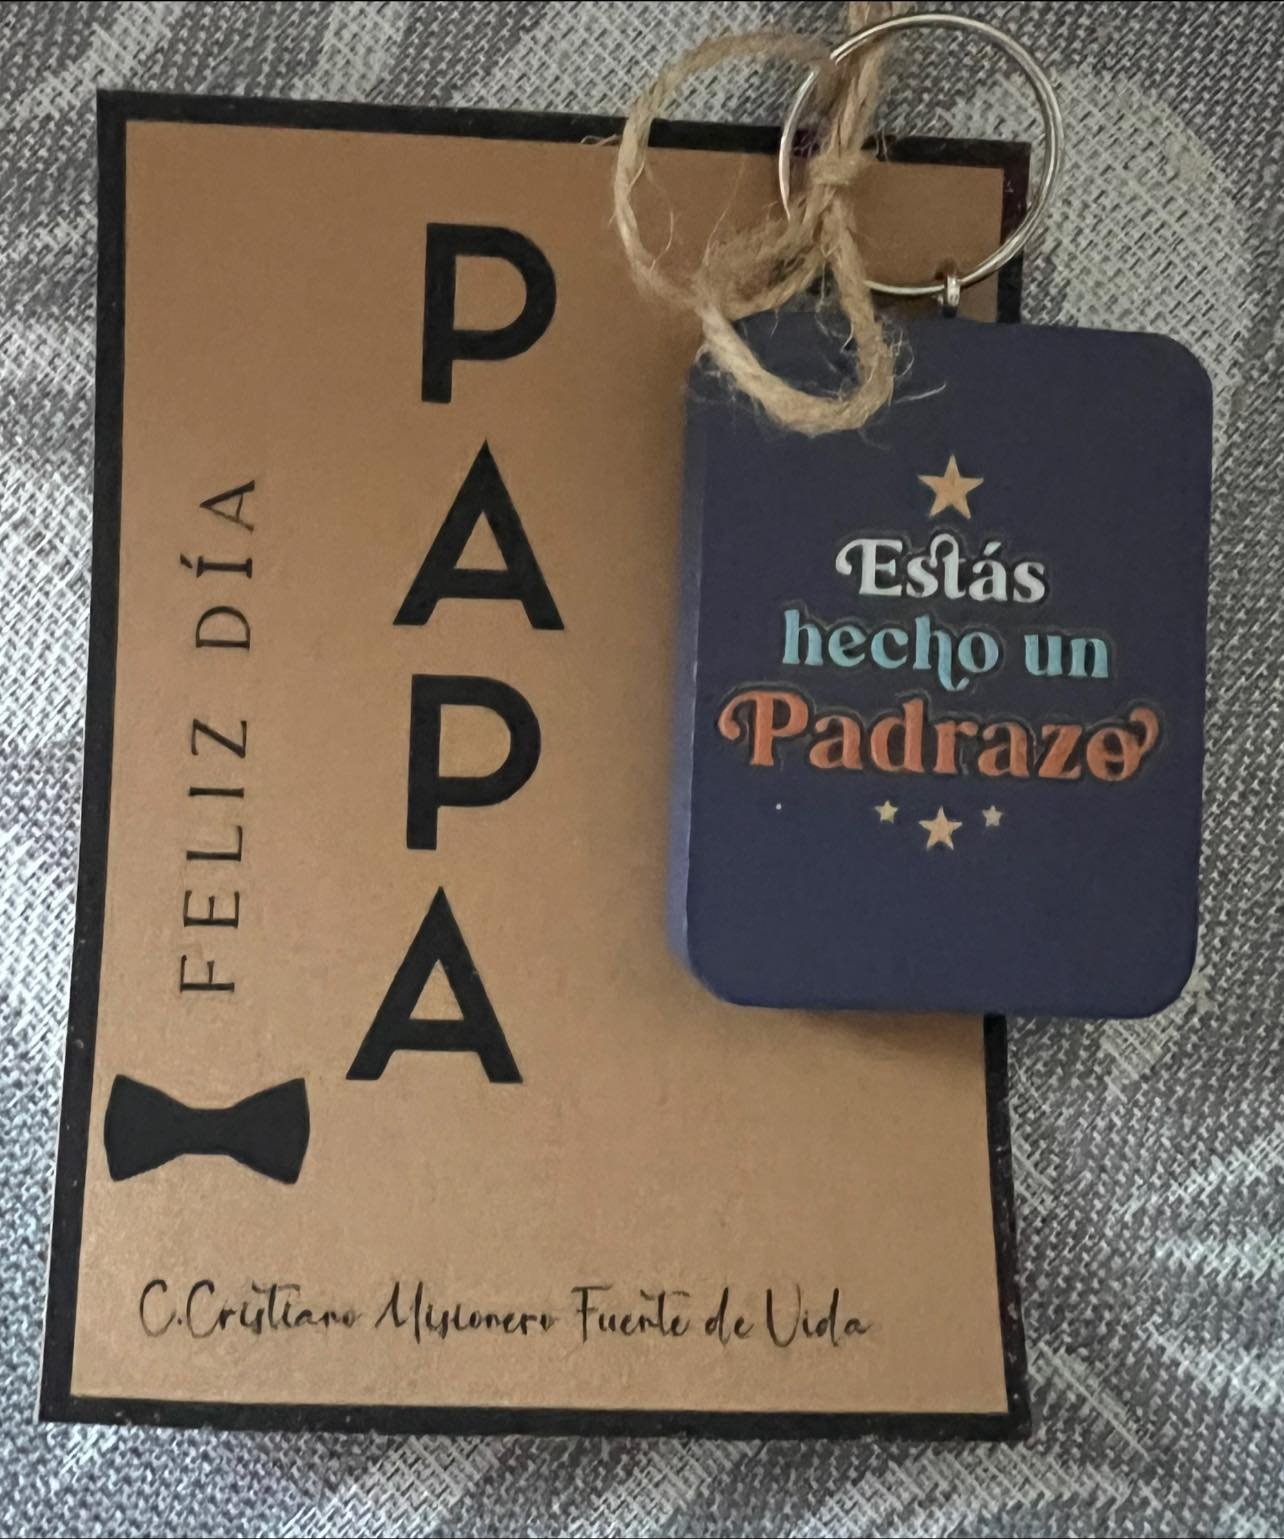 FELIZ DÍA
PAPA
Estás
hecho un
Padrazo
C.Cristiano Misionero Fuente de Vida